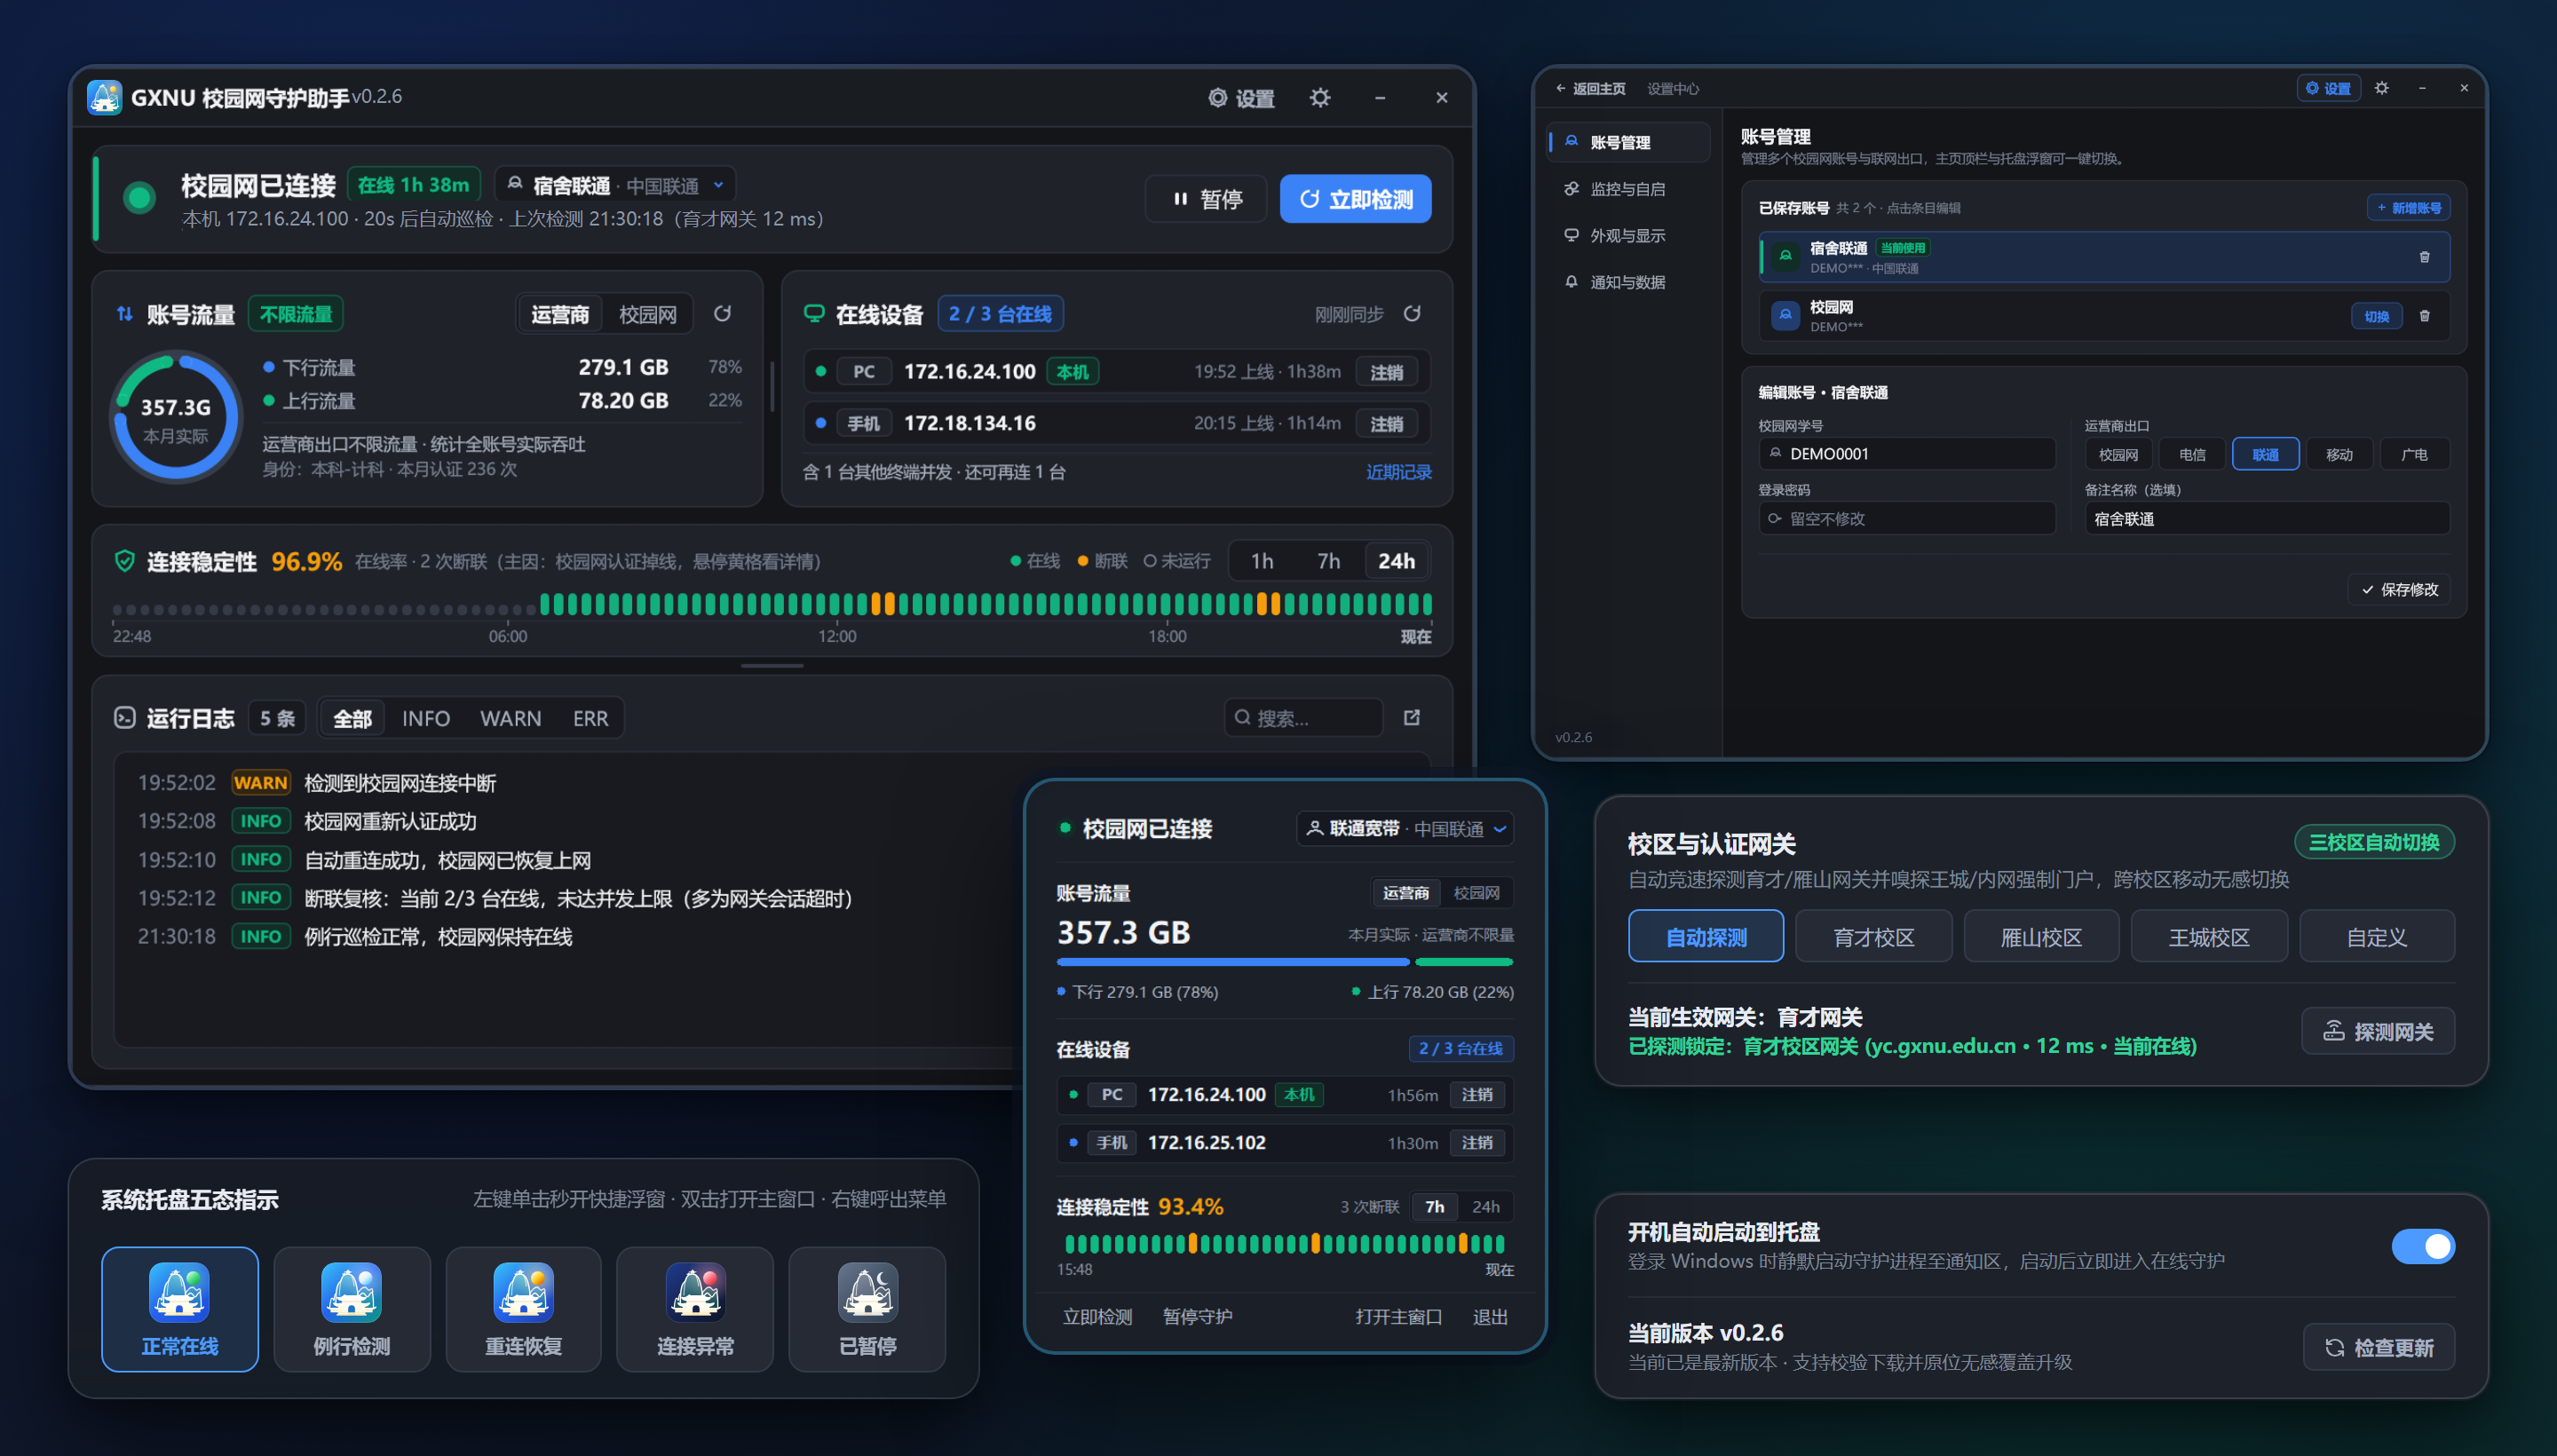 GXNU 校园网守护助手 v0.2.6
设置
校园网已连接 在线 1h 38m 宿舍联通 · 中国联通
本机 172.16.24.100 · 20s 后自动巡检 · 上次检测 21:30:18（育才网关 12 ms）
暂停 立即检测
账号流量 不限流量 运营商 校园网
357.3G
本月实际
下行流量 279.1 GB 78%
上行流量 78.20 GB 22%
运营商出口不限流量 · 统计全账号实际吞吐
身份：本科-计科 · 本月认证 236 次
在线设备 2 / 3 台在线 刚刚同步
PC 172.16.24.100 本机 19:52 上线 · 1h38m 注销
手机 172.18.134.16 20:15 上线 · 1h14m 注销
含 1 台其他终端并发 · 还可再连 1 台 近期记录
连接稳定性 96.9% 在线率 · 2 次断联（主因：校园网认证掉线，悬停黄格看详情） 在线 断联 未运行 1h 7h 24h
22:48 06:00 12:00 18:00 现在
运行日志 5 条 全部 INFO WARN ERR 搜索...
19:52:02 WARN 检测到校园网连接中断
19:52:08 INFO 校园网重新认证成功
19:52:10 INFO 自动重连成功，校园网已恢复上网
19:52:12 INFO 断联复核：当前 2/3 台在线，未达并发上限（多为网关会话超时）
21:30:18 INFO 例行巡检正常，校园网保持在线
返回主页 设置中心 设置
账号管理
监控与自启
外观与显示
通知与数据
v0.2.6
账号管理
管理多个校园网账号与联网出口，主页顶栏与托盘浮窗可一键切换。
已保存账号 共 2 个 · 点击条目编辑 + 新增账号
宿舍联通 当前使用
DEMO*** · 中国联通
校园网
DEMO***
切换
编辑账号 • 宿舍联通
校园网学号
DEMO0001
运营商出口
校园网 电信 联通 移动 广电
登录密码
留空不修改
备注名称（选填）
宿舍联通
保存修改
校园网已连接 联通宽带 · 中国联通
账号流量 运营商 校园网
357.3 GB 本月实际 · 运营商不限量
下行 279.1 GB (78%) 上行 78.20 GB (22%)
在线设备 2 / 3 台在线
PC 172.16.24.100 本机 1h56m 注销
手机 172.16.25.102 1h30m 注销
连接稳定性 93.4% 3 次断联 7h 24h
15:48 现在
立即检测 暂停守护 打开主窗口 退出
校区与认证网关 三校区自动切换
自动竞速探测育才/雁山网关并嗅探王城/内网强制门户，跨校区移动无感切换
自动探测 育才校区 雁山校区 王城校区 自定义
当前生效网关：育才网关
已探测锁定：育才校区网关 (yc.gxnu.edu.cn • 12 ms • 当前在线)
探测网关
系统托盘五态指示 左键单击秒开快捷浮窗 · 双击打开主窗口 · 右键呼出菜单
正常在线 例行检测 重连恢复 连接异常 已暂停
开机自动启动到托盘
登录 Windows 时静默启动守护进程至通知区，启动后立即进入在线守护
当前版本 v0.2.6
当前已是最新版本 · 支持校验下载并原位无感覆盖升级
检查更新